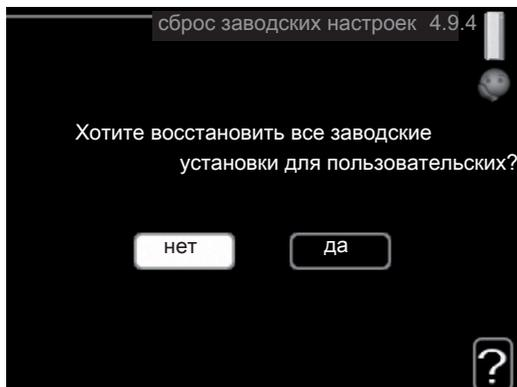 сброс заводских настроек 4.9.4
Хотите восстановить все заводские
установки для пользовательских?
нет да
?